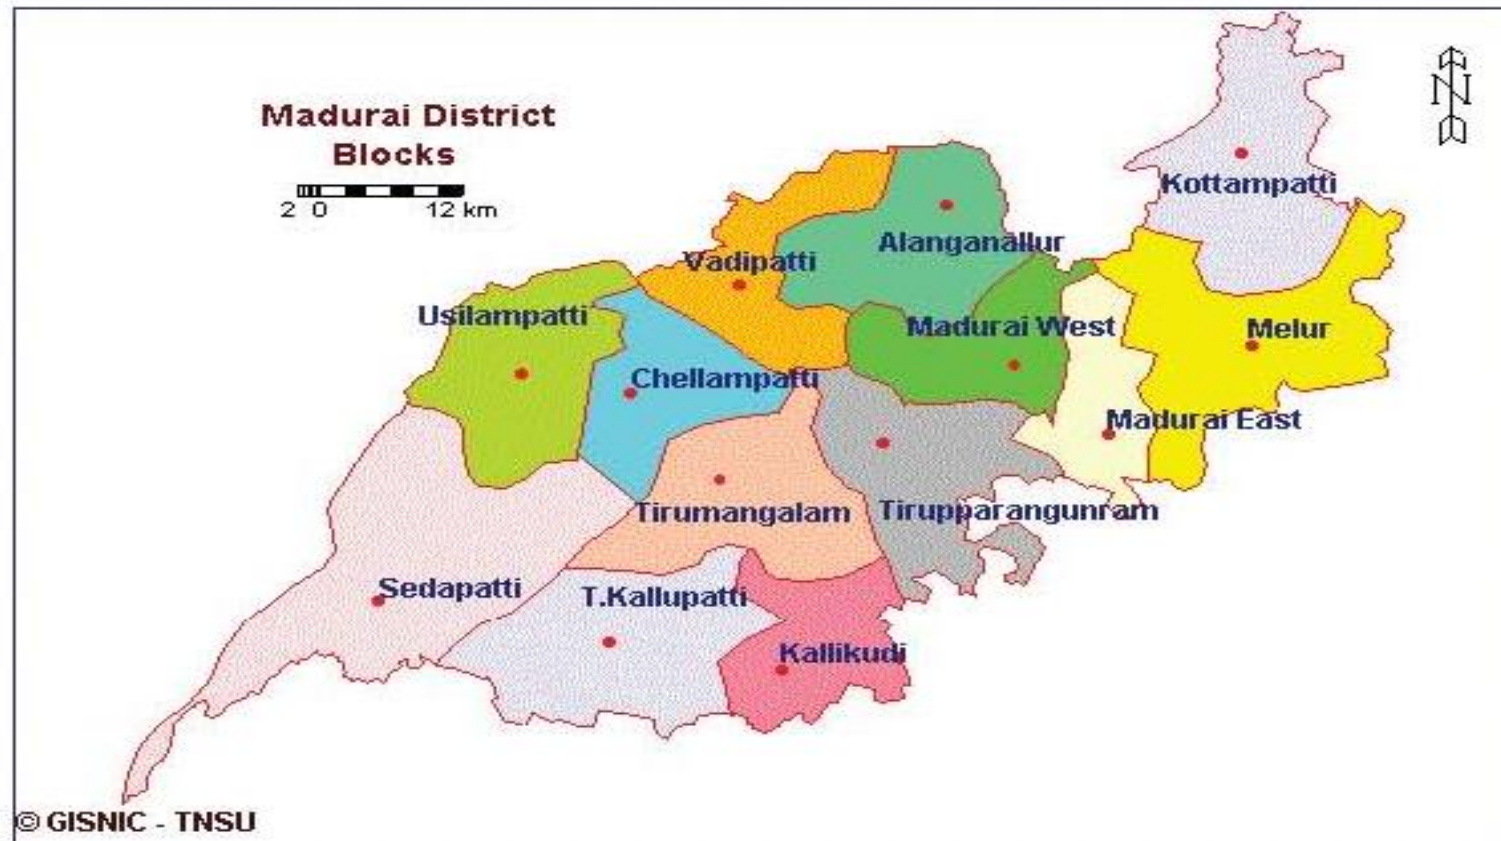 Madurai District
Blocks
2 0 12 km
N
Kottampatti
Alanganallur
Vadipatti
Usilampatti
Madurai West
Melur
Chellampatti
Madurai East
Tirumangalam
Tirupparangunram
Sedapatti
T.Kallupatti
Kallikudi
© GISNIC - TNSU